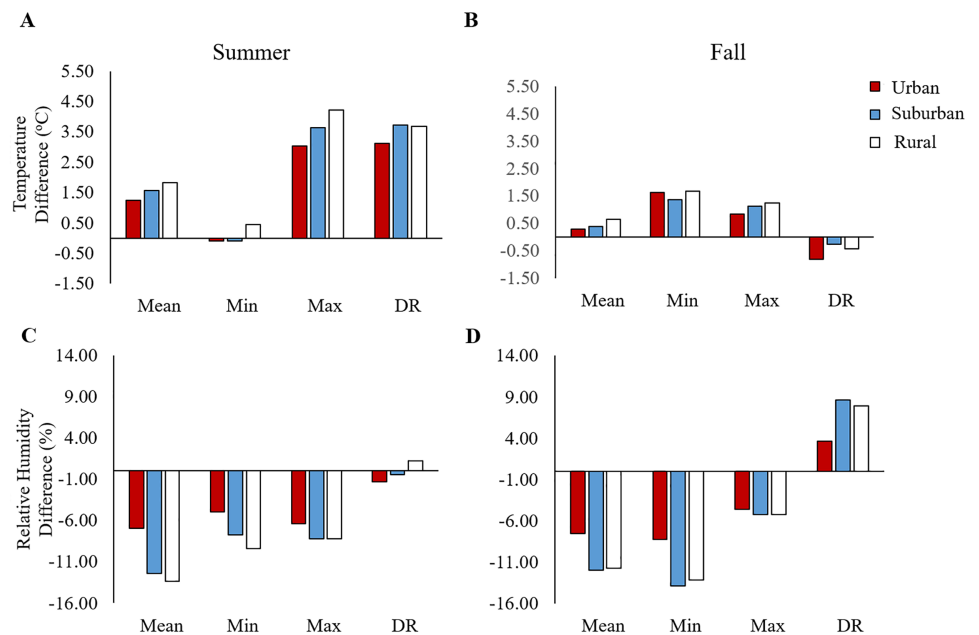 A
B
Summer
Fall
Urban
Suburban
Rural
Temperature
Difference (ºC)
5.50
4.50
3.50
2.50
1.50
0.50
-0.50
-1.50
Mean Min Max DR
5.50
4.50
3.50
2.50
1.50
0.50
-0.50
-1.50
Mean Min Max DR
C
D
Relative Humidity
Difference (%)
14.00
9.00
4.00
-1.00
-6.00
-11.00
-16.00
Mean Min Max DR
14.00
9.00
4.00
-1.00
-6.00
-11.00
-16.00
Mean Min Max DR